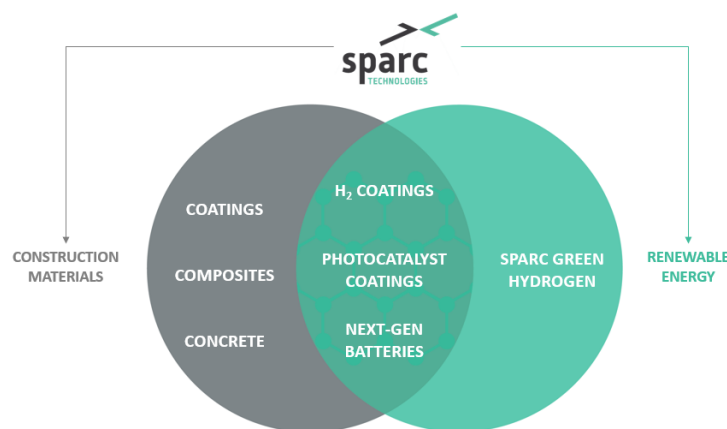 sparc
TECHNOLOGIES
COATINGS
COMPOSITES
CONCRETE
H₂ COATINGS
PHOTOCATALYST
COATINGS
NEXT-GEN
BATTERIES
SPARC GREEN
HYDROGEN
CONSTRUCTION
MATERIALS
RENEWABLE
ENERGY